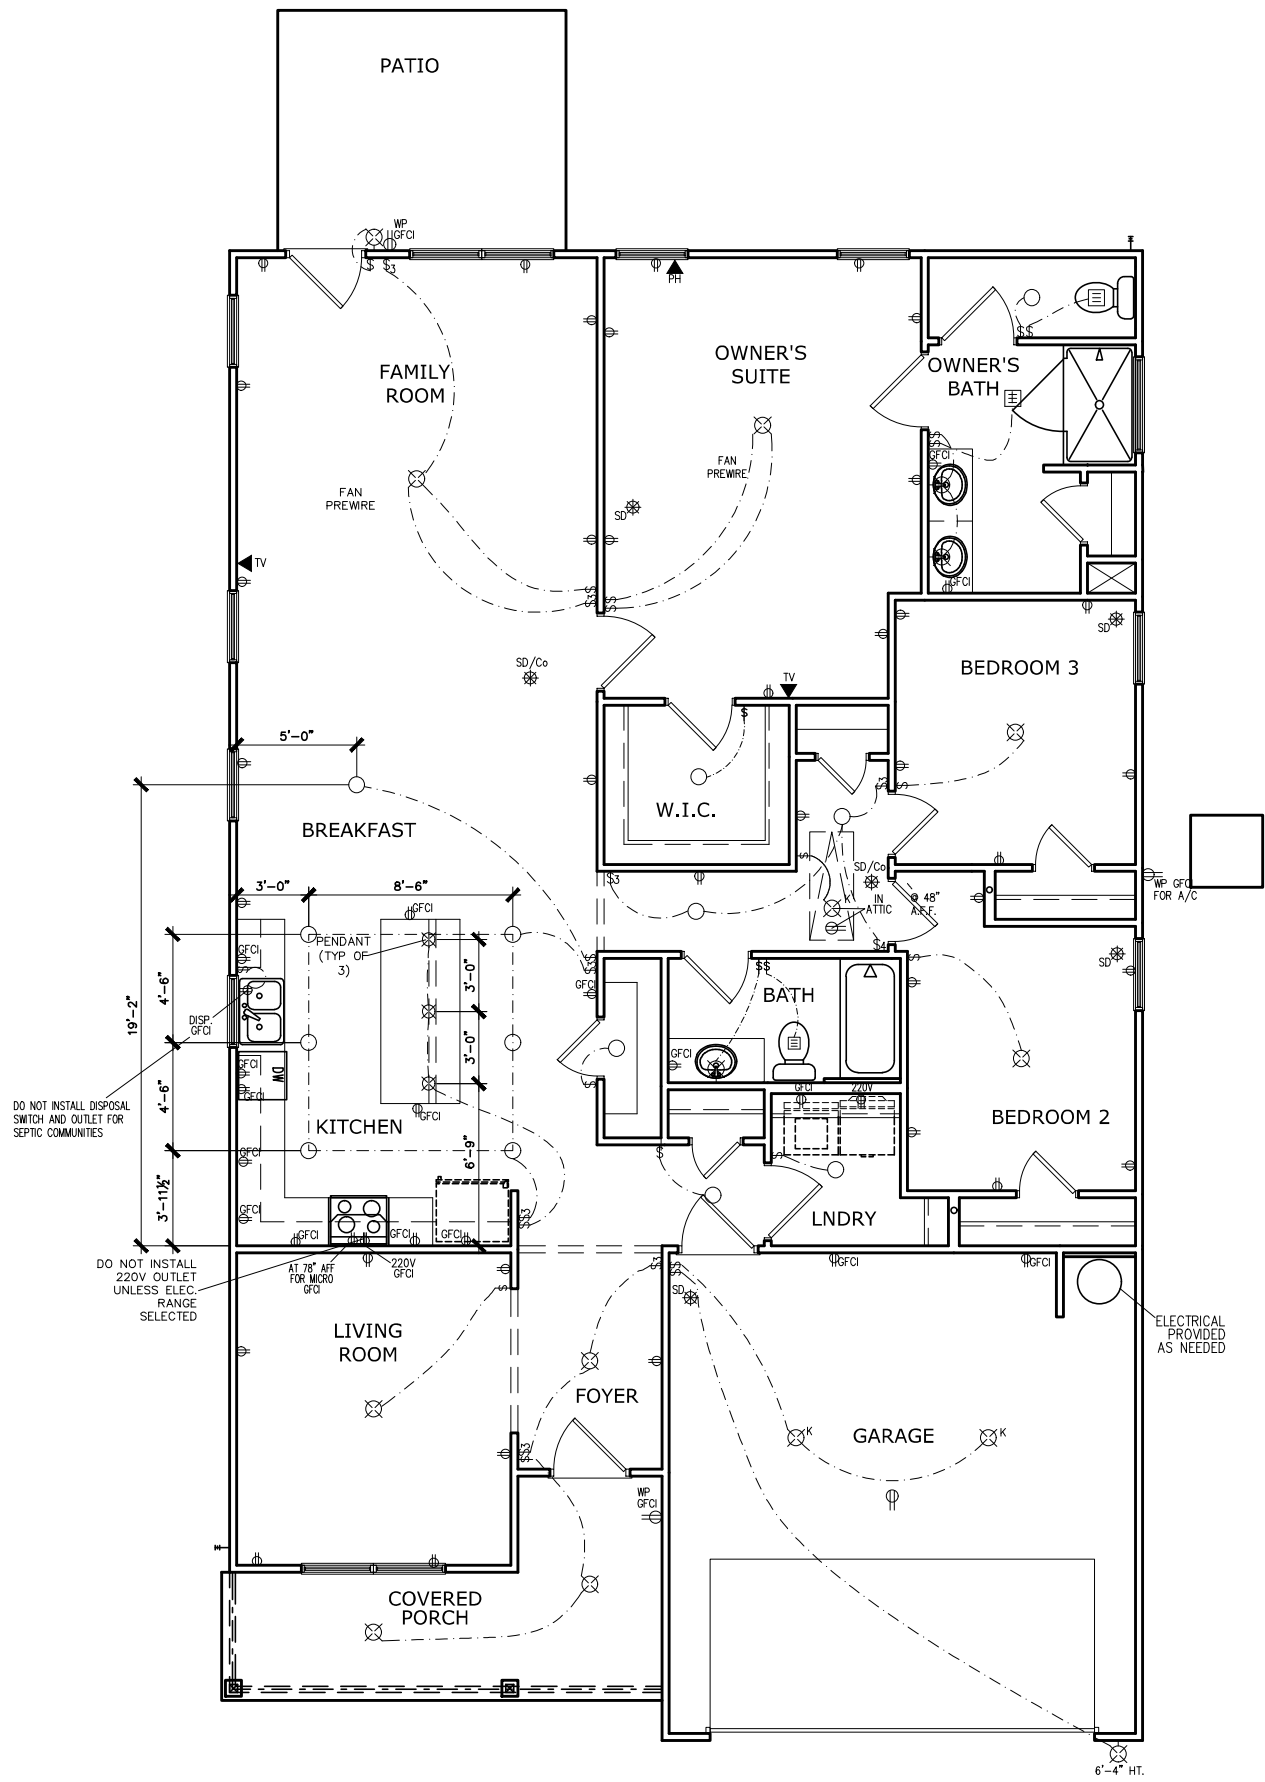 PATIO
WP
GFCI
$ $3
PH
FAMILY
ROOM
OWNER'S
SUITE
OWNER'S
BATH
$$
GFCI
FAN
PREWIRE
FAN
PREWIRE
SD
TV
GFCI
SD
SD/Co
BEDROOM 3
TV
$
5'-0"
W.I.C.
BREAKFAST
SD/Co
K
IN
ATTIC
@ 48"
A.F.F.
WP GFCI
FOR A/C
3'-0"
8'-6"
$3
GFCI
PENDANT
(TYP OF
3)
GFCI
$4
SD
4'-6"
19'-2"
3'-0"
GFCI
$$
BATH
DISP.
GFCI
3'-0"
GFCI
4'-6"
DW
GFCI
GFCI
GFCI
220V
DO NOT INSTALL DISPOSAL
SWITCH AND OUTLET FOR
SEPTIC COMMUNITIES
GFCI
KITCHEN
BEDROOM 2
6'-9"
GFCI
3'-11½"
GFCI
GFCI
GFCI
GFCI
LNDRY
DO NOT INSTALL
220V OUTLET
UNLESS ELEC.
RANGE
SELECTED
AT 78" AFF
FOR MICRO
GFCI
220V
GFCI
GFCI
GFCI
SD
LIVING
ROOM
ELECTRICAL
PROVIDED
AS NEEDED
FOYER
K
GARAGE
K
WP
GFCI
COVERED
PORCH
6'-4" HT.